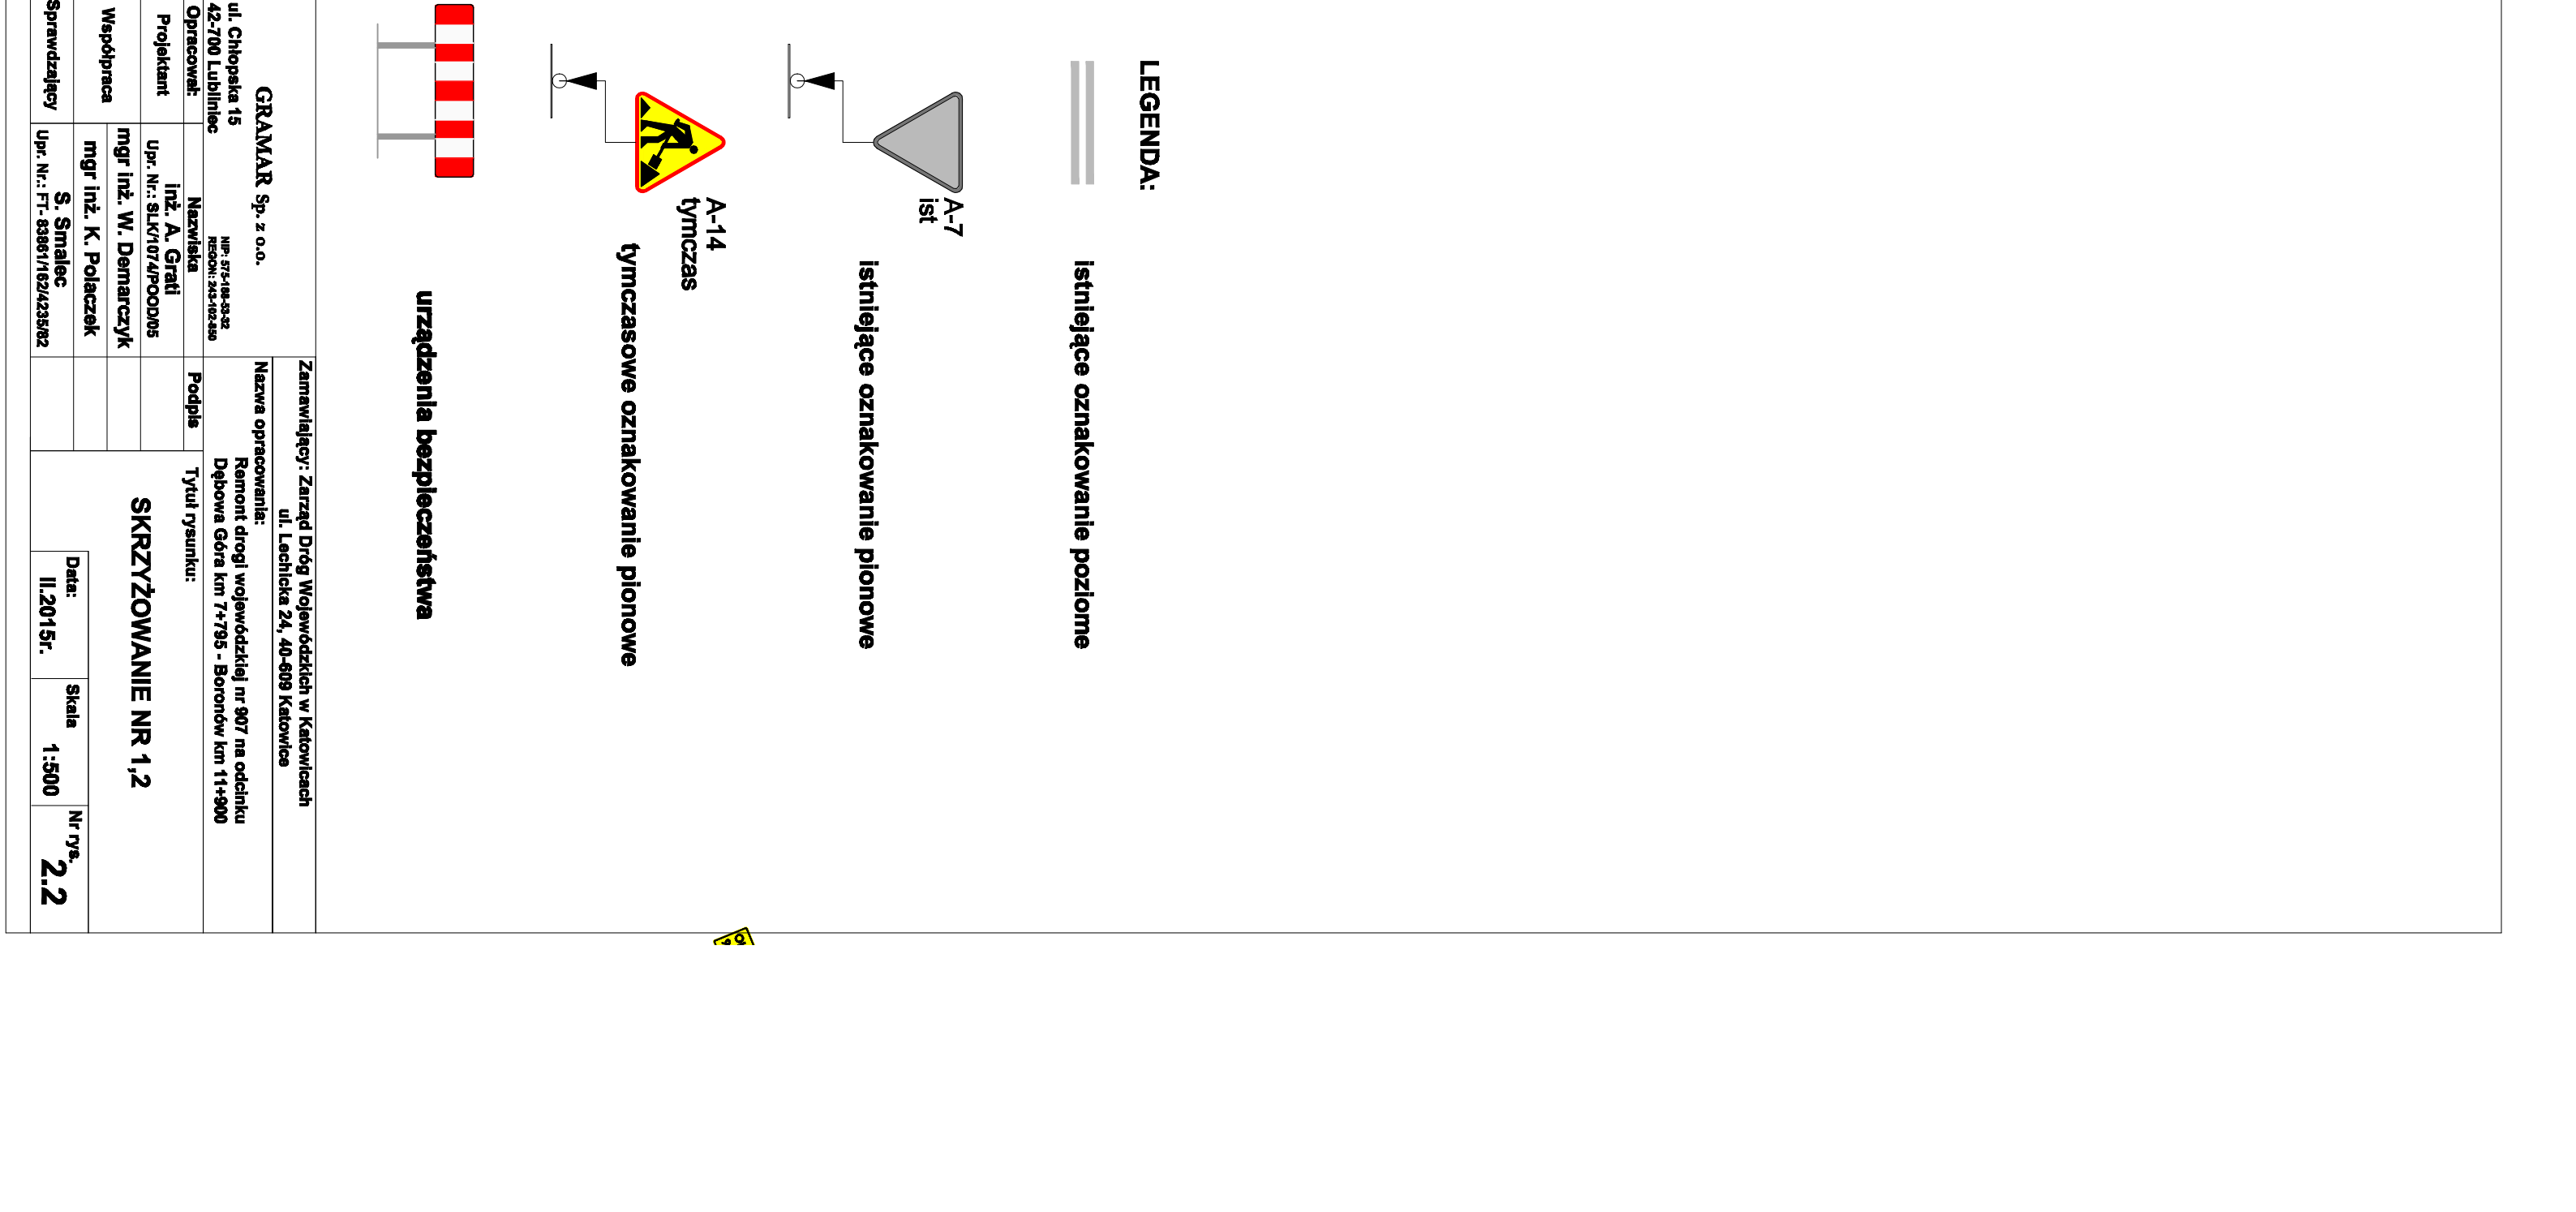 LEGENDA:
istniejące oznakowanie poziome
A-7
ist
istniejące oznakowanie pionowe
A-14
tymczas
tymczasowe oznakowanie pionowe
urządzenia bezpieczeństwa
GRAMAR Sp. z o.o.
ul. Chłopska 15
42-700 Lubliniec
NIP: 575-188-53-32
REGON: 243-102-850
Zamawiający: Zarząd Dróg Wojewódzkich w Katowicach
ul. Lechicka 24, 40-609 Katowice
Nazwa opracowania:
Remont drogi wojewódzkiej nr 907 na odcinku
Dębowa Góra km 7+795 - Boronów km 11+900
Opracował: Nazwiska Podpis
Projektant
inż. A. Grati
Upr. Nr.: SLK/1074/POOD/05
Współpraca
mgr inż. W. Demarczyk
mgr inż. K. Polaczek
Sprawdzający
S. Smalec
Upr. Nr.: FT- 83861/162/4235/82
Tytuł rysunku:
SKRZYŻOWANIE NR 1,2
Data:
II.2015r.
Skala
1:500
Nr rys.
2.2